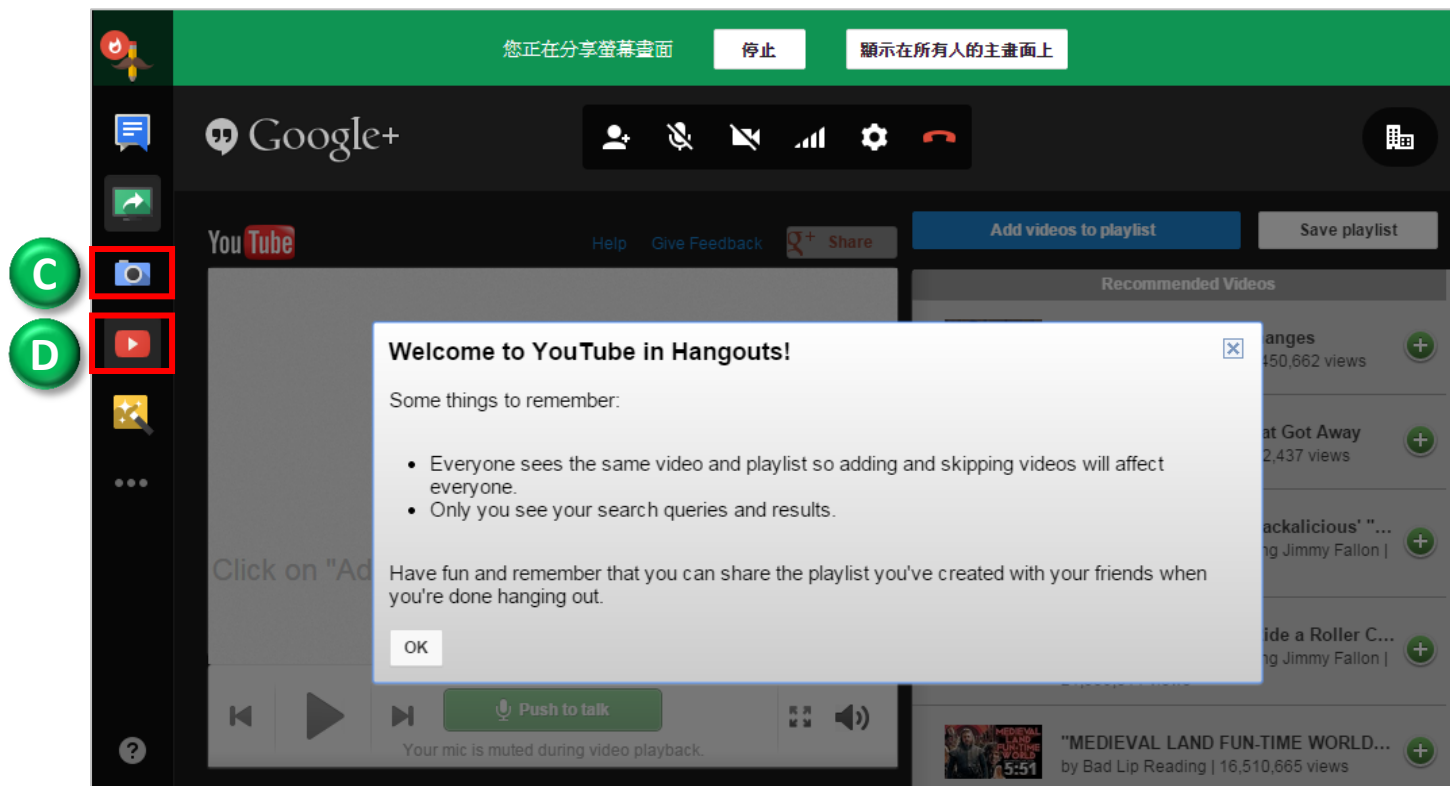 您正在分享螢幕畫面 停止 顯示在所有人的主畫面上
Google+
You Tube
Help Give Feedback g+ Share
Add videos to playlist Save playlist
Recommended Videos
C
D
anges
450,662 views
at Got Away
2,437 views
ackalicious' "...
ng Jimmy Fallon |
ide a Roller C...
ng Jimmy Fallon |
Welcome to YouTube in Hangouts!
Some things to remember:
• Everyone sees the same video and playlist so adding and skipping videos will affect
everyone.
• Only you see your search queries and results.
Have fun and remember that you can share the playlist you've created with your friends when
you're done hanging out.
OK
Click on "Ad
Push to talk
Your mic is muted during video playback.
MEDIEVAL
LAND
FUN-TIME
WORLD
5:51
"MEDIEVAL LAND FUN-TIME WORLD...
by Bad Lip Reading | 16,510,665 views